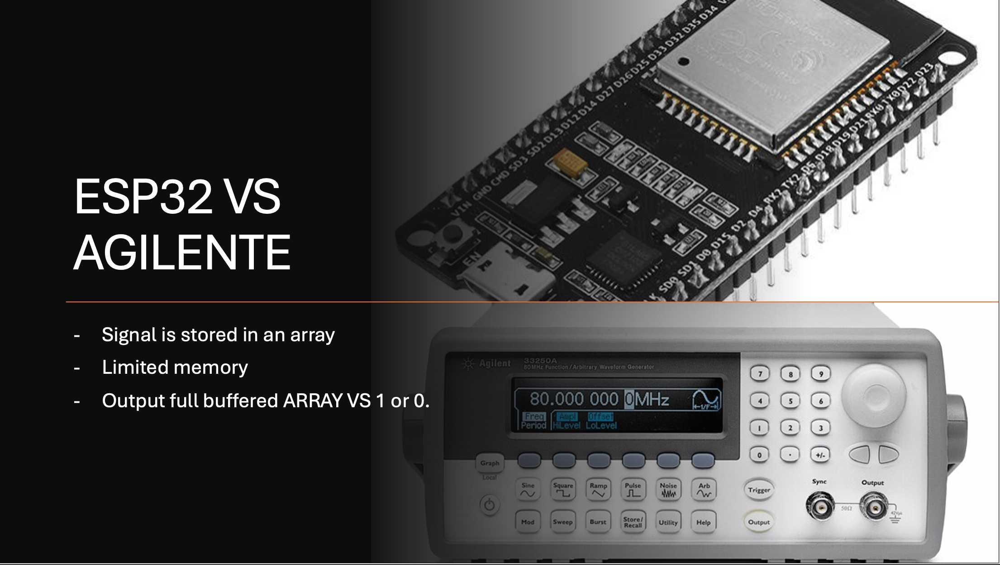 ESP32 VS
AGILENTE
- Signal is stored in an array
- Limited memory
- Output full buffered ARRAY VS 1 or 0.
VIN GND CMD SD3 SD2 D13 D12 D14 D27 D26 D25 D33 D32 D35 D34
EN
SD0 SD1 D0 D15 D2 D4 RX2 TX2 D5 D18 D19 D21 RX0 TX0 D22 D23
Agilent
33250A
80MHz Function / Arbitrary Waveform Generator
80.000 000 0MHz
1/F
Freq Ampl Offset
Period HiLevel LoLevel
7 8 9
4 5 6
1 2 3
0 . +/-
Graph
Local
Sine Square Ramp Pulse Noise Arb
Trigger
Mod Sweep Burst Store/ Recall Utility Help
Output
Sync Output
50Ω
42Vpk